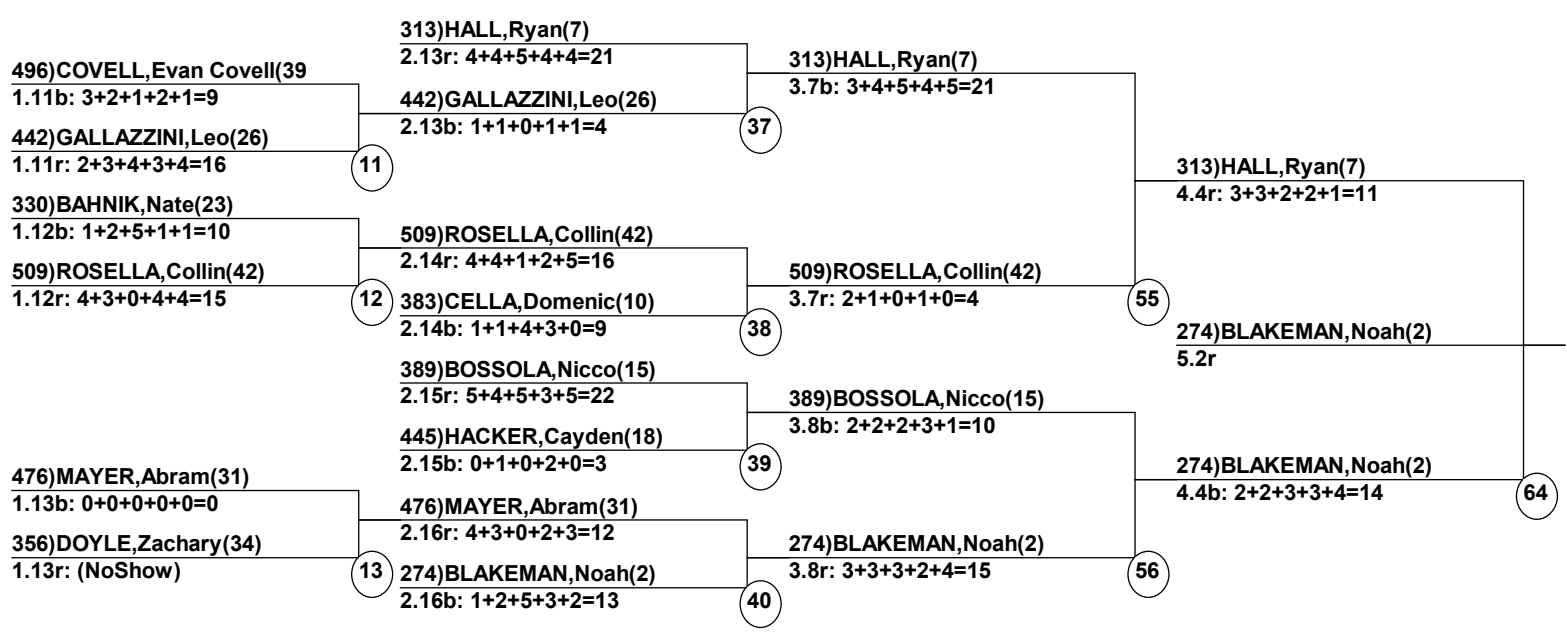 313)HALL,Ryan(7)
2.13r: 4+4+5+4+4=21
496)COVELL,Evan Covell(39
1.11b: 3+2+1+2+1=9
313)HALL,Ryan(7)
3.7b: 3+4+5+4+5=21
442)GALLAZZINI,Leo(26)
2.13b: 1+1+0+1+1=4
37
442)GALLAZZINI,Leo(26)
1.11r: 2+3+4+3+4=16
11
313)HALL,Ryan(7)
4.4r: 3+3+2+2+1=11
330)BAHNIK,Nate(23)
1.12b: 1+2+5+1+1=10
509)ROSELLA,Collin(42)
2.14r: 4+4+1+2+5=16
509)ROSELLA,Collin(42)
1.12r: 4+3+0+4+4=15
12
509)ROSELLA,Collin(42)
3.7r: 2+1+0+1+0=4
55
383)CELLA,Domenic(10)
2.14b: 1+1+4+3+0=9
38
274)BLAKEMAN,Noah(2)
5.2r
389)BOSSOLA,Nicco(15)
2.15r: 5+4+5+3+5=22
389)BOSSOLA,Nicco(15)
3.8b: 2+2+2+3+1=10
445)HACKER,Cayden(18)
2.15b: 0+1+0+2+0=3
39
476)MAYER,Abram(31)
1.13b: 0+0+0+0+0=0
274)BLAKEMAN,Noah(2)
4.4b: 2+2+3+3+4=14
64
476)MAYER,Abram(31)
2.16r: 4+3+0+2+3=12
356)DOYLE,Zachary(34)
1.13r: (NoShow)
13
274)BLAKEMAN,Noah(2)
3.8r: 3+3+3+2+4=15
56
274)BLAKEMAN,Noah(2)
2.16b: 1+2+5+3+2=13
40